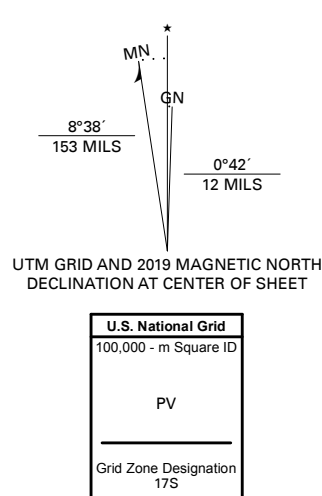 ★
MN
GN
8°38´
153 MILS
0°42´
12 MILS
UTM GRID AND 2019 MAGNETIC NORTH
DECLINATION AT CENTER OF SHEET
U.S. National Grid
100,000 - m Square ID
PV
Grid Zone Designation
17S